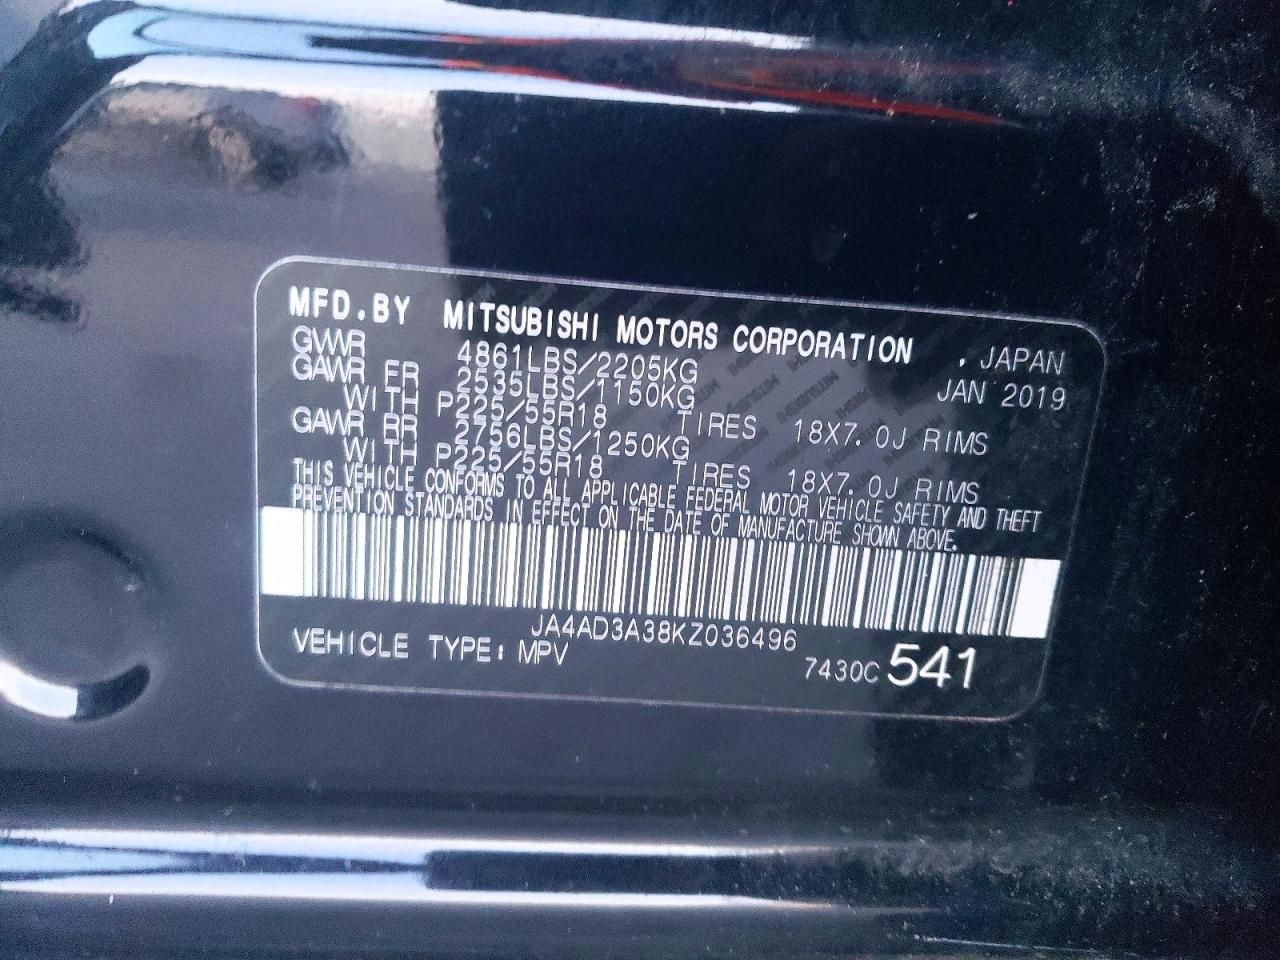 MFD.BY MITSUBISHI MOTORS CORPORATION . JAPAN
GVWR 4861LBS/2205KG JAN 2019
GAWR FR 2535LBS/1150KG
WITH P225/55R18 TIRES 18X7.0J RIMS
GAWR RR 2756LBS/1250KG
WITH P225/55R18 TIRES 18X7.0J RIMS
THIS VEHICLE CONFORMS TO ALL APPLICABLE FEDERAL MOTOR VEHICLE SAFETY AND THEFT
PREVENTION STANDARDS IN EFFECT ON THE DATE OF MANUFACTURE SHOWN ABOVE.
JA4AD3A38KZ036496
VEHICLE TYPE: MPV 7430C 541